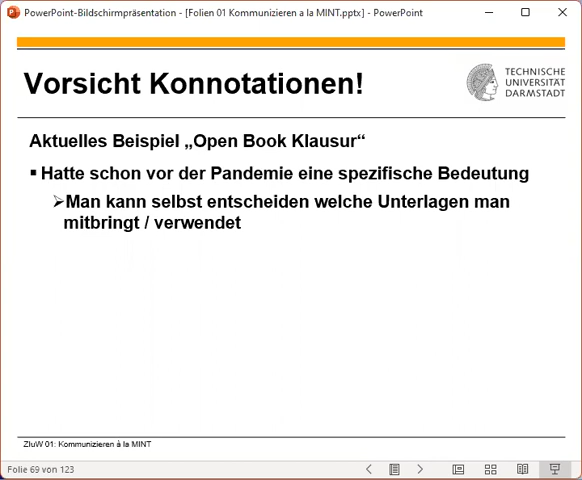 PowerPoint-Bildschirmpräsentation - [Folien 01 Kommunizieren a la MINT.pptx] - PowerPoint
Vorsicht Konnotationen!
TECHNISCHE
UNIVERSITÄT
DARMSTADT
Aktuelles Beispiel „Open Book Klausur“
▪ Hatte schon vor der Pandemie eine spezifische Bedeutung
➢Man kann selbst entscheiden welche Unterlagen man
mitbringt / verwendet
ZIuW 01: Kommunizieren à la MINT
Folie 69 von 123